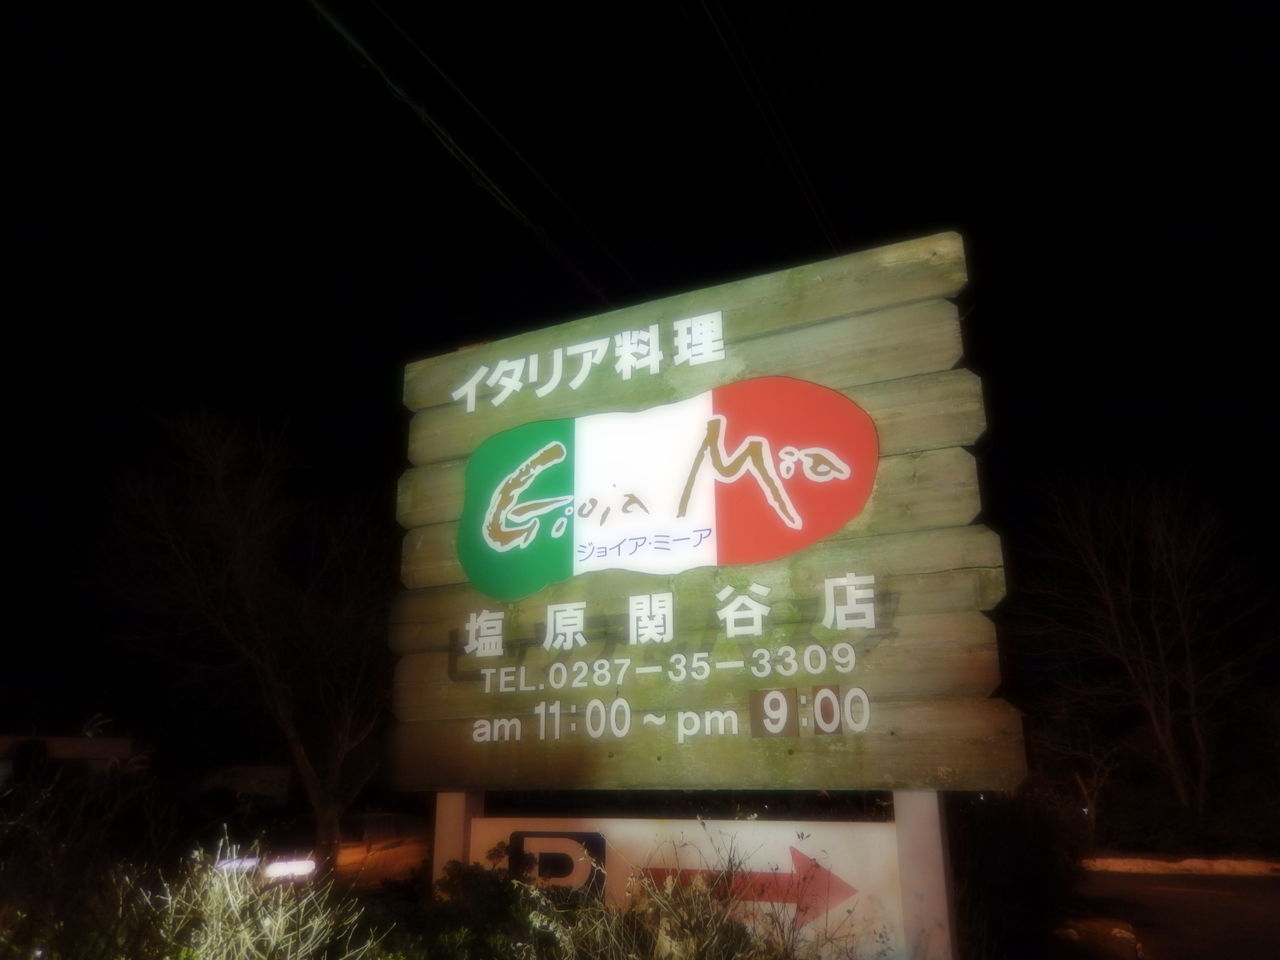 イタリア料理
Gioia Mia
ジョイア・ミーア
塩原関谷店
TEL.0287-35-3309
am 11:00~pm 9:00
P